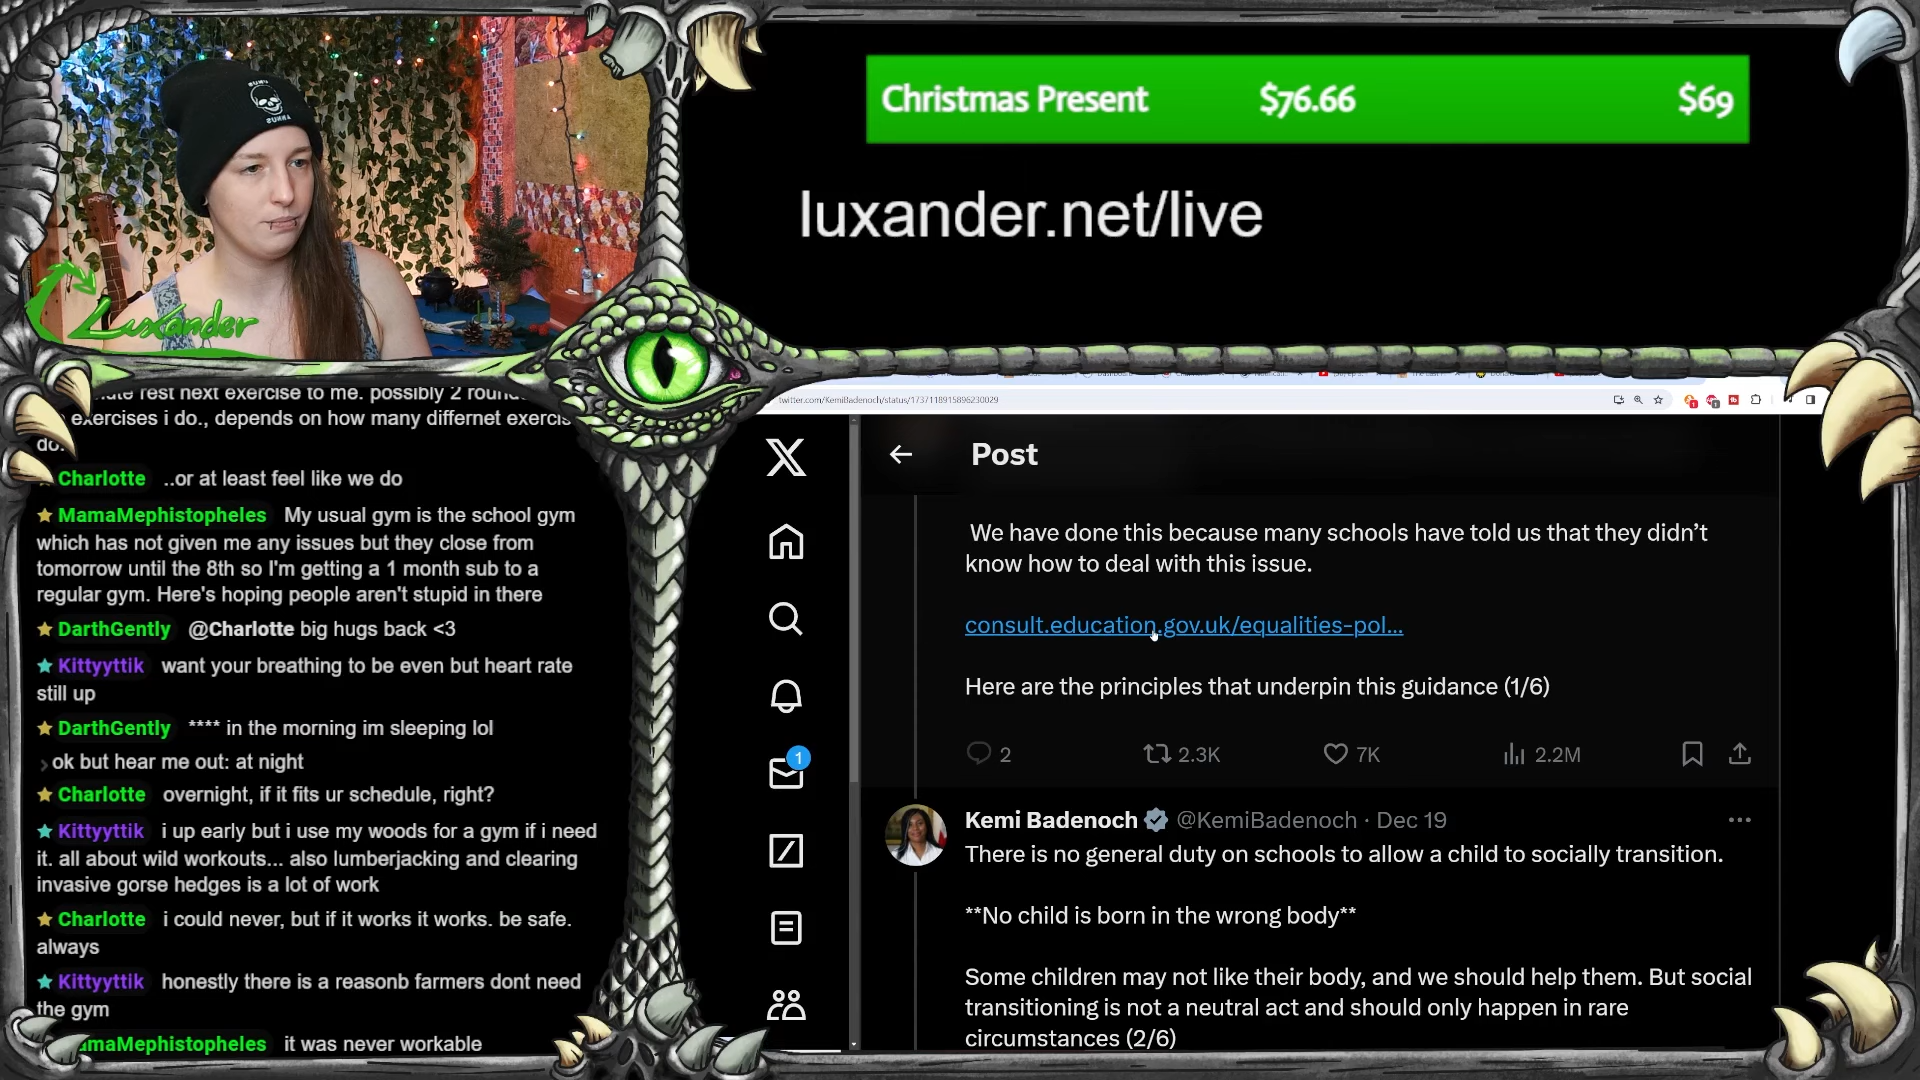 Christmas Present $76.66 $69
luxander.net/live
Luxander
rest next exercise to me. possibly 2
exercises i do., depends on how many differnet
do.
Charlotte ..or at least feel like we do
MamaMephistopheles My usual gym is the school gym
which has not given me any issues but they close from
tomorrow until the 8th so I'm getting a 1 month sub to a
regular gym. Here's hoping people aren't stupid in there
DarthGently @Charlotte big hugs back <3
Kittyyttik want your breathing to be even but heart rate
still up
DarthGently **** in the morning im sleeping lol
ok but hear me out: at night
Charlotte overnight, if it fits ur schedule, right?
Kittyyttik i up early but i use my woods for a gym if i need
it. all about wild workouts... also lumberjacking and clearing
invasive gorse hedges is a lot of work
Charlotte i could never, but if it works it works. be safe.
always
Kittyyttik honestly there is a reasonb farmers dont need
the gym
amaMephistopheles it was never workable
twitter.com/KemiBadenoch/status/1737118915896230029
Post
We have done this because many schools have told us that they didn’t
know how to deal with this issue.
consult.education.gov.uk/equalities-pol...
Here are the principles that underpin this guidance (1/6)
2 2.3K 7K 2.2M
1
Kemi Badenoch @KemiBadenoch · Dec 19
There is no general duty on schools to allow a child to socially transition.
**No child is born in the wrong body**
Some children may not like their body, and we should help them. But social
transitioning is not a neutral act and should only happen in rare
circumstances (2/6)